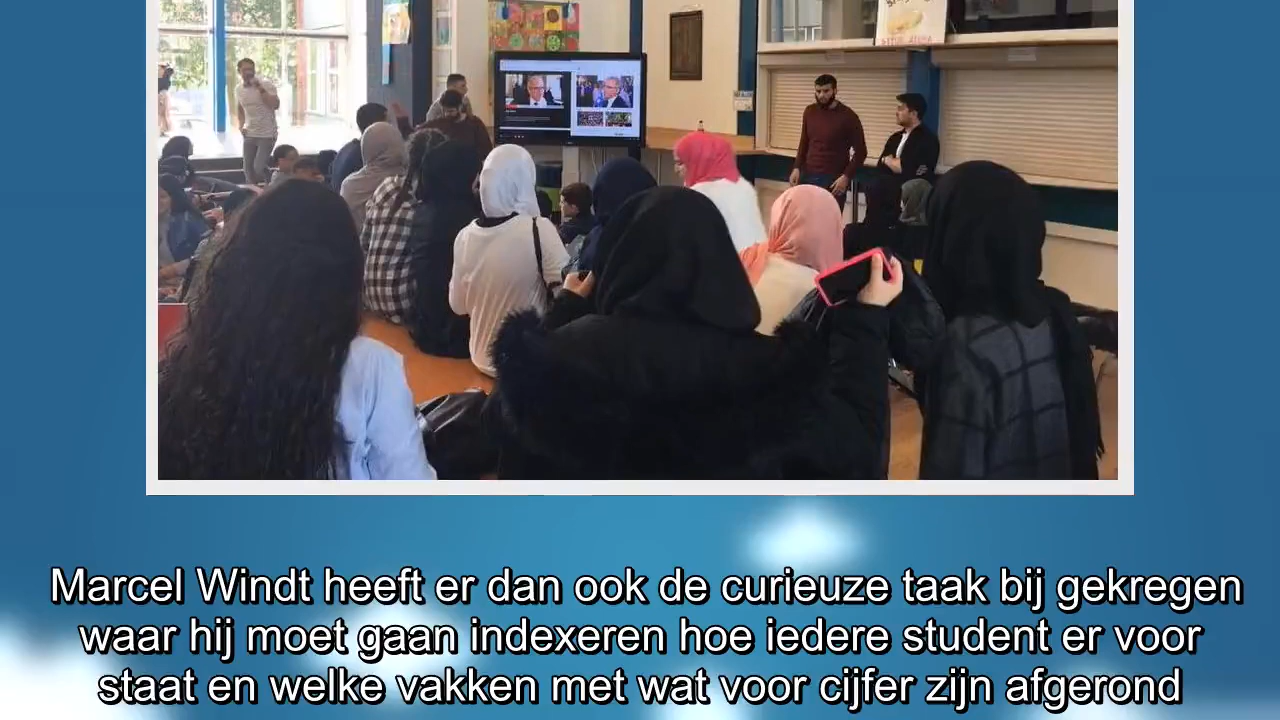 Marcel Windt heeft er dan ook de curieuze taak bij gekregen
waar hij moet gaan indexeren hoe iedere student er voor
staat en welke vakken met wat voor cijfer zijn afgerond